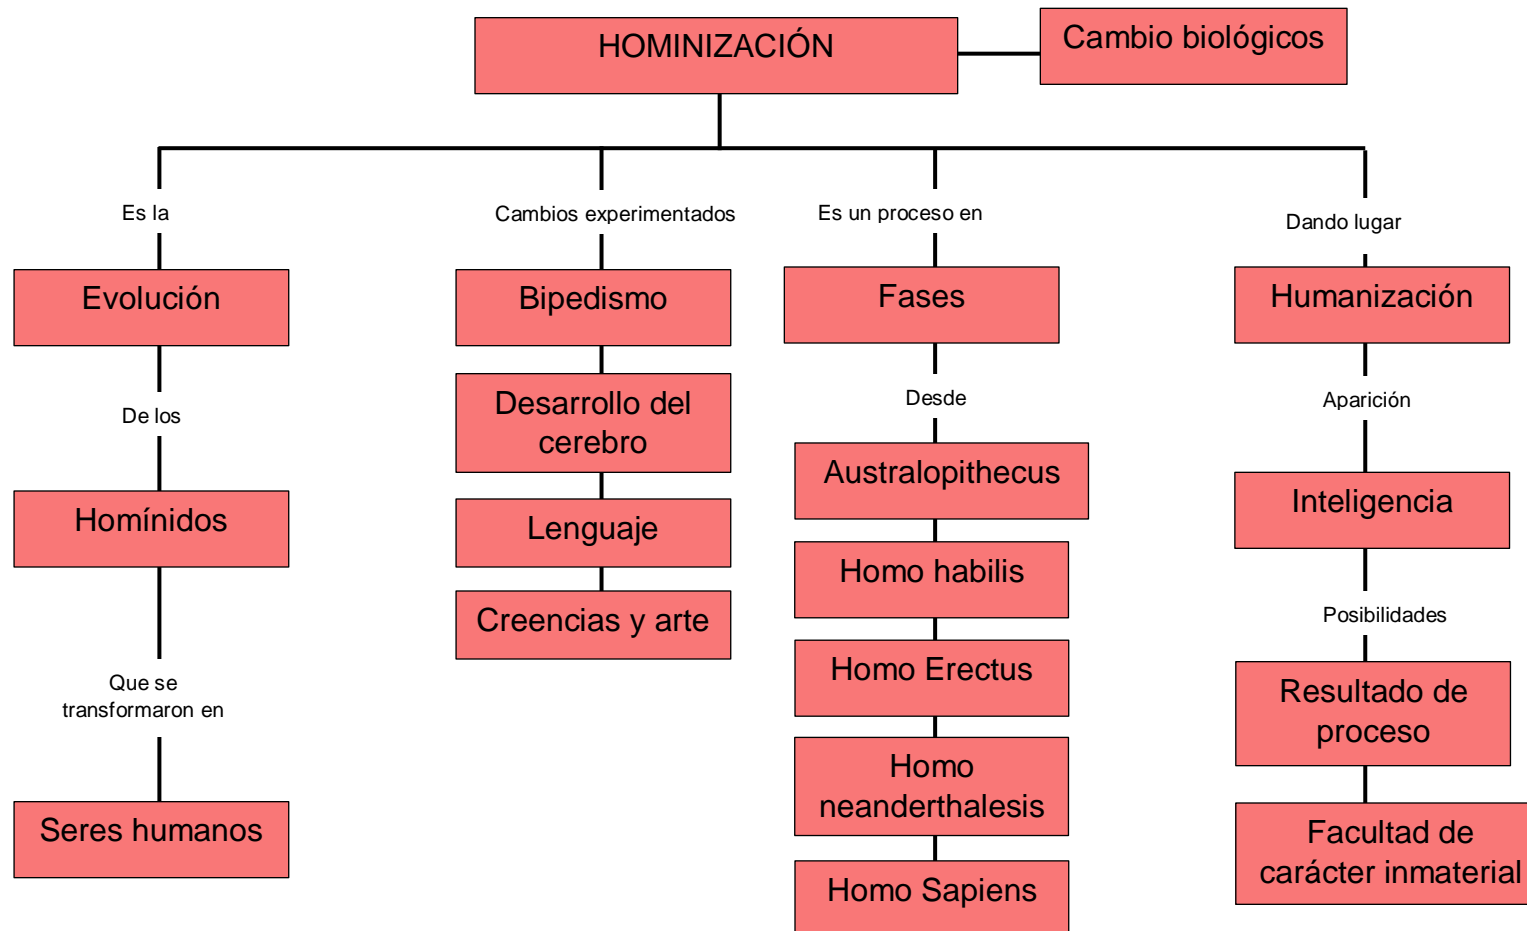 HOMINIZACIÓN
Cambio biológicos
Es la
Evolución
De los
Homínidos
Que se
transformaron en
Seres humanos
Cambios experimentados
Bipedismo
Desarrollo del
cerebro
Lenguaje
Creencias y arte
Es un proceso en
Fases
Desde
Australopithecus
Homo habilis
Homo Erectus
Homo
neanderthalesis
Homo Sapiens
Dando lugar
Humanización
Aparición
Inteligencia
Posibilidades
Resultado de
proceso
Facultad de
carácter inmaterial